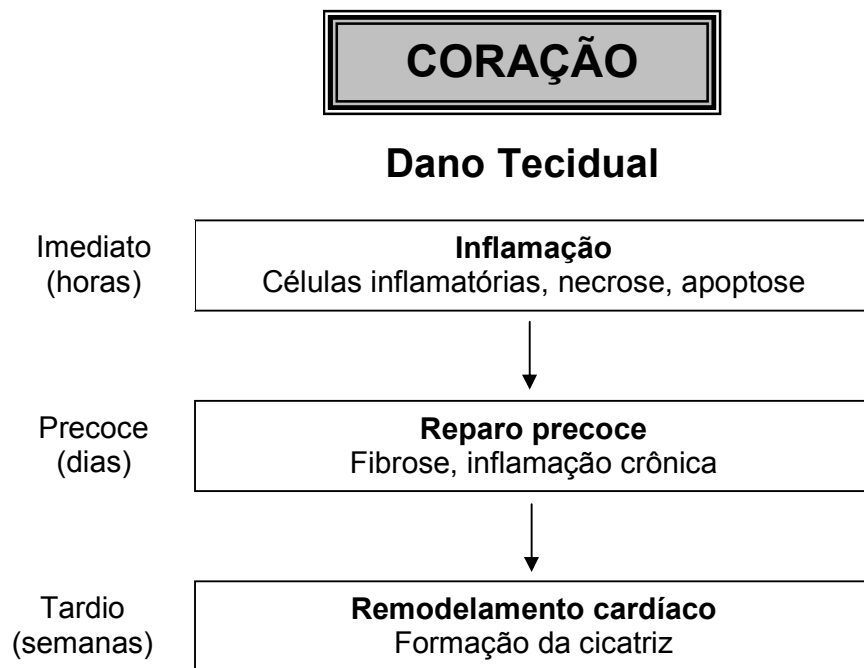 CORAÇÃO
Dano Tecidual
Imediato
(horas)
Inflamação
Células inflamatórias, necrose, apoptose
Precoce
(dias)
Reparo precoce
Fibrose, inflamação crônica
Tardio
(semanas)
Remodelamento cardíaco
Formação da cicatriz